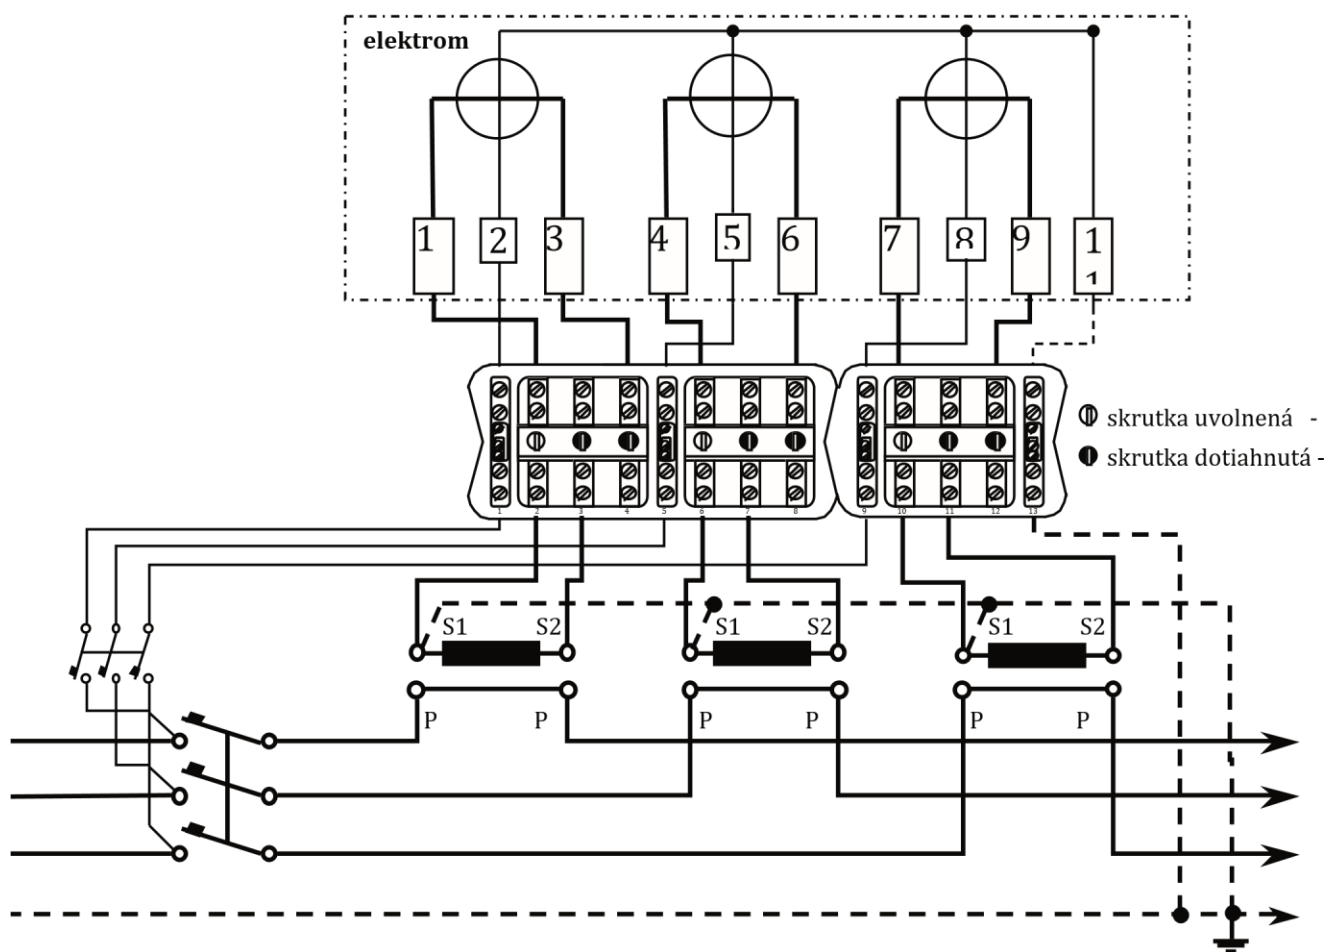 elektrom
1 2 3 4 5 6 7 8 9 1
1
skrutka uvolnená -
skrutka dotiahnutá -
1 2 3 4 5 6 7 8 9 10 11 12 13
S1 S2 S1 S2 S1 S2
P P P P P P